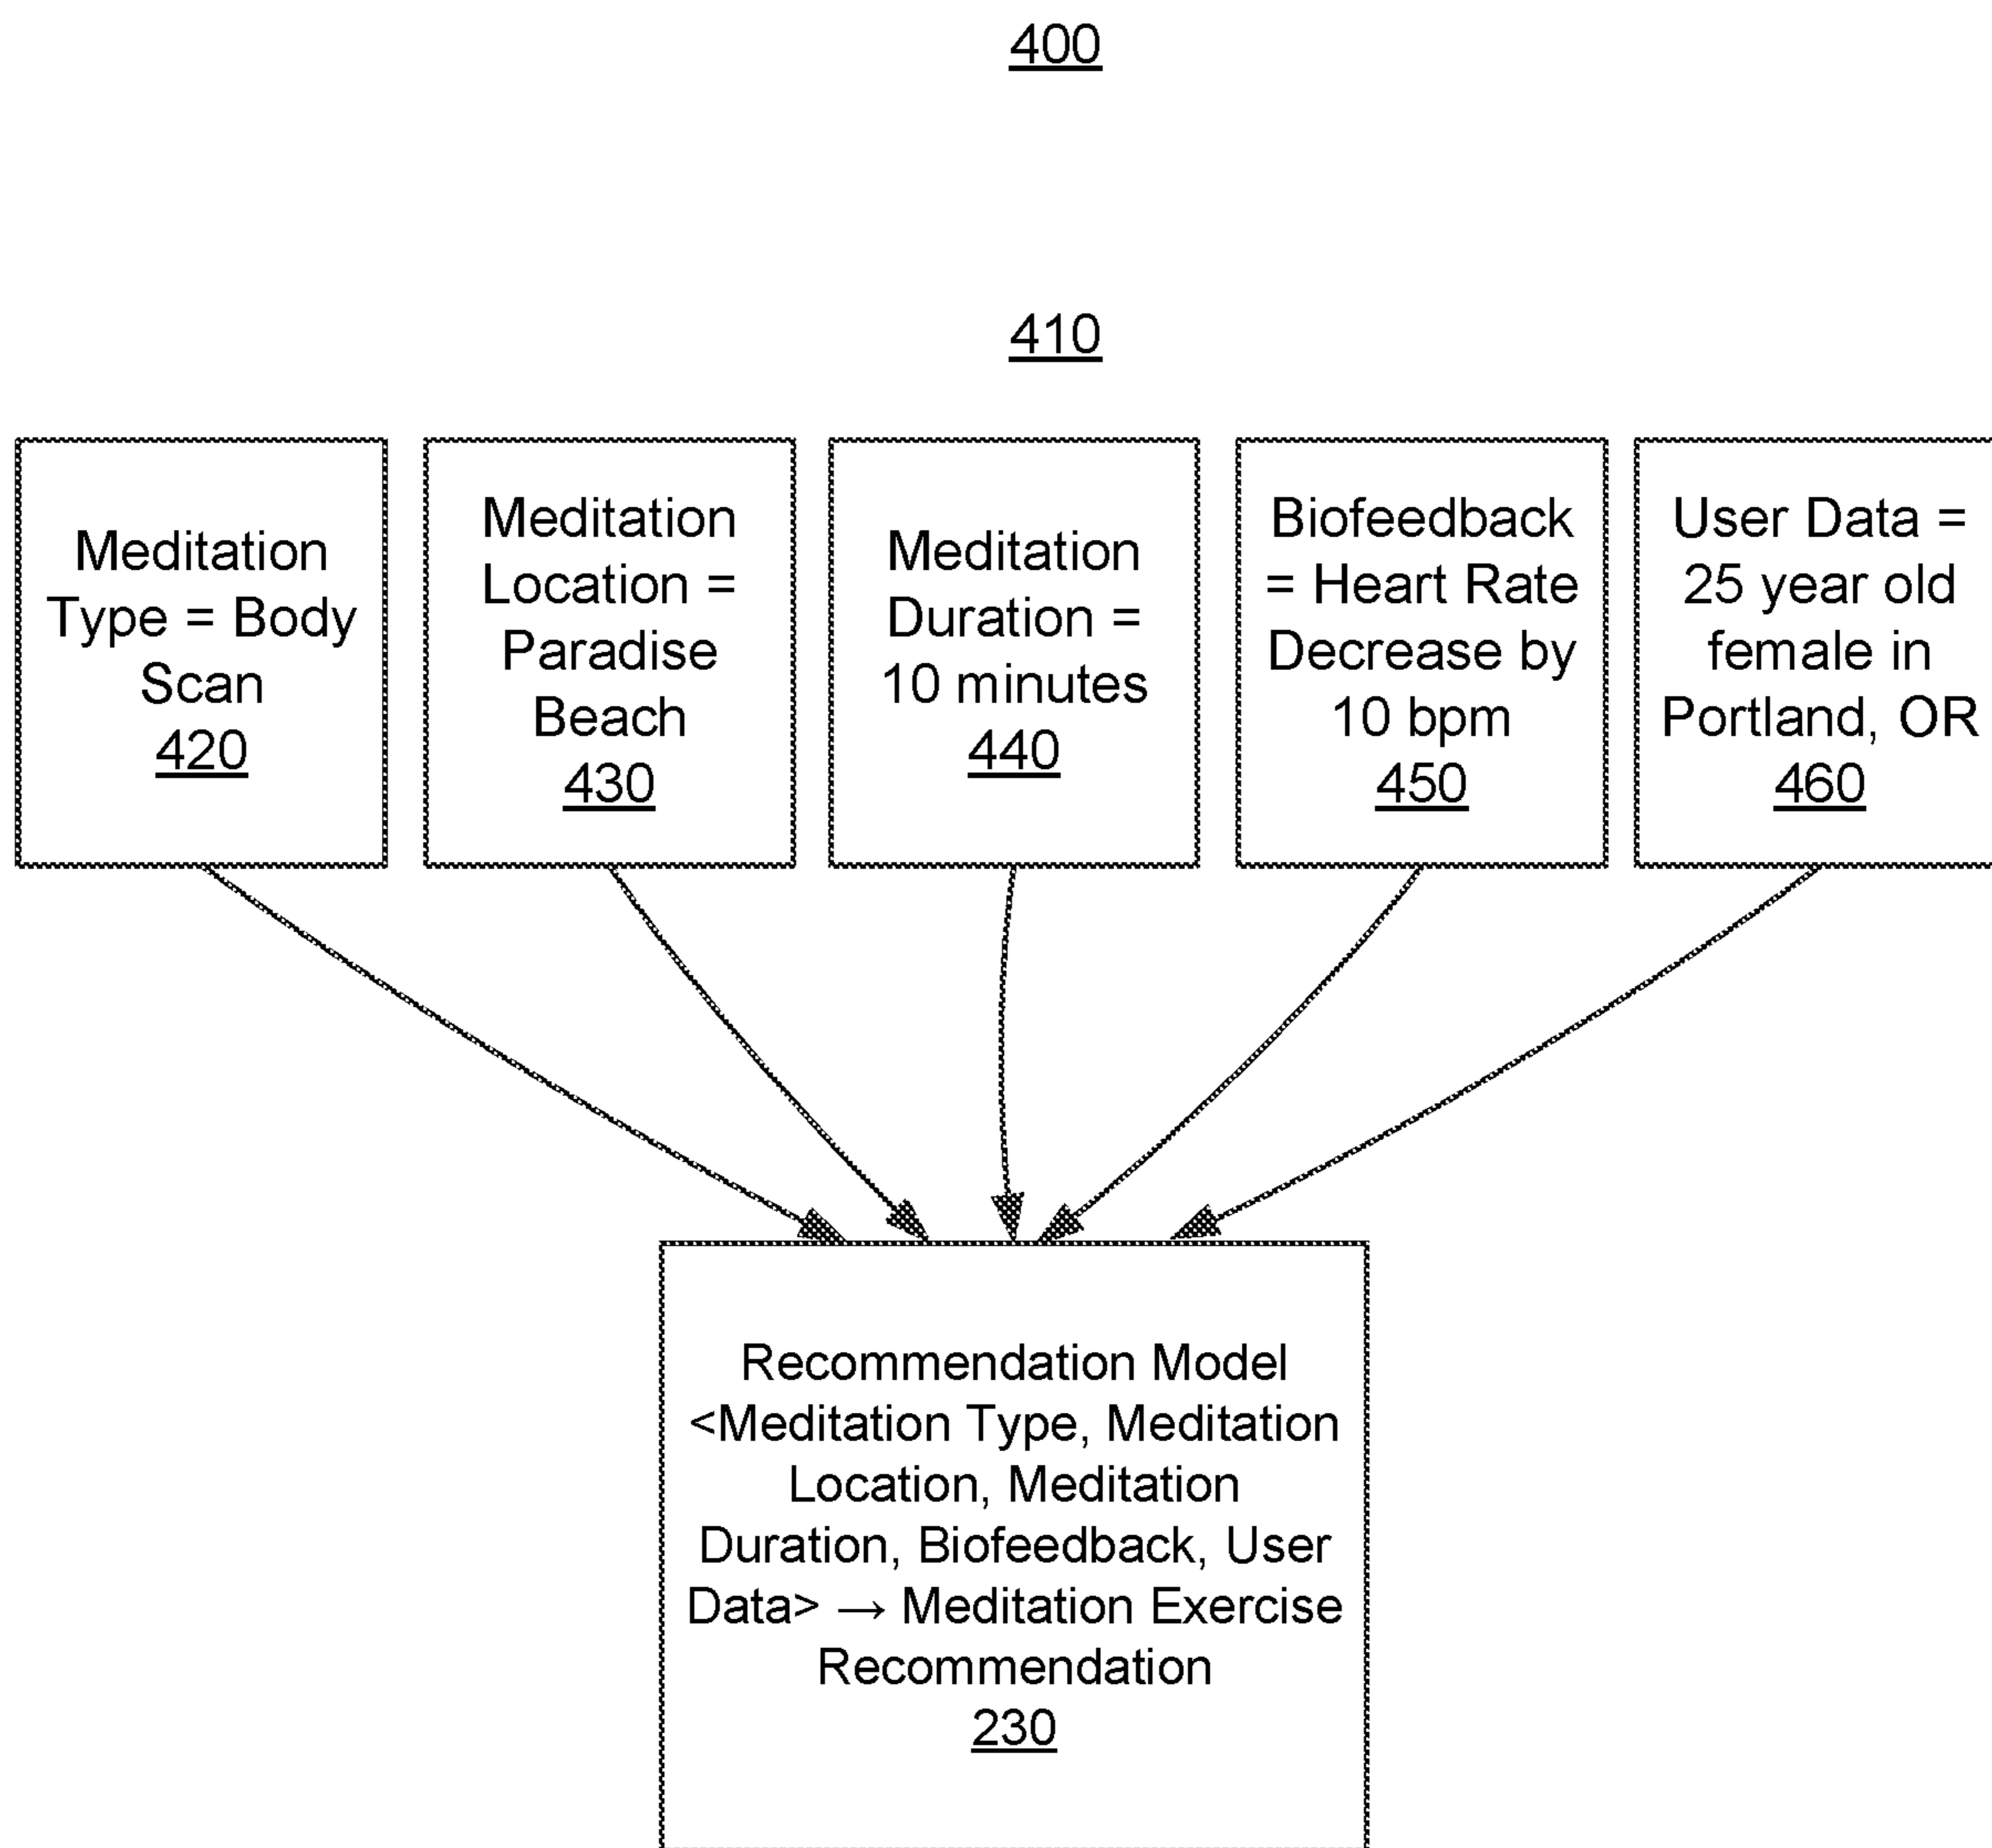 400
410
Meditation
Type = Body
Scan
420
Meditation
Location =
Paradise
Beach
430
Meditation
Duration =
10 minutes
440
Biofeedback
= Heart Rate
Decrease by
10 bpm
450
User Data =
25 year old
female in
Portland, OR
460
Recommendation Model
<Meditation Type, Meditation
Location, Meditation
Duration, Biofeedback, User
Data> → Meditation Exercise
Recommendation
230